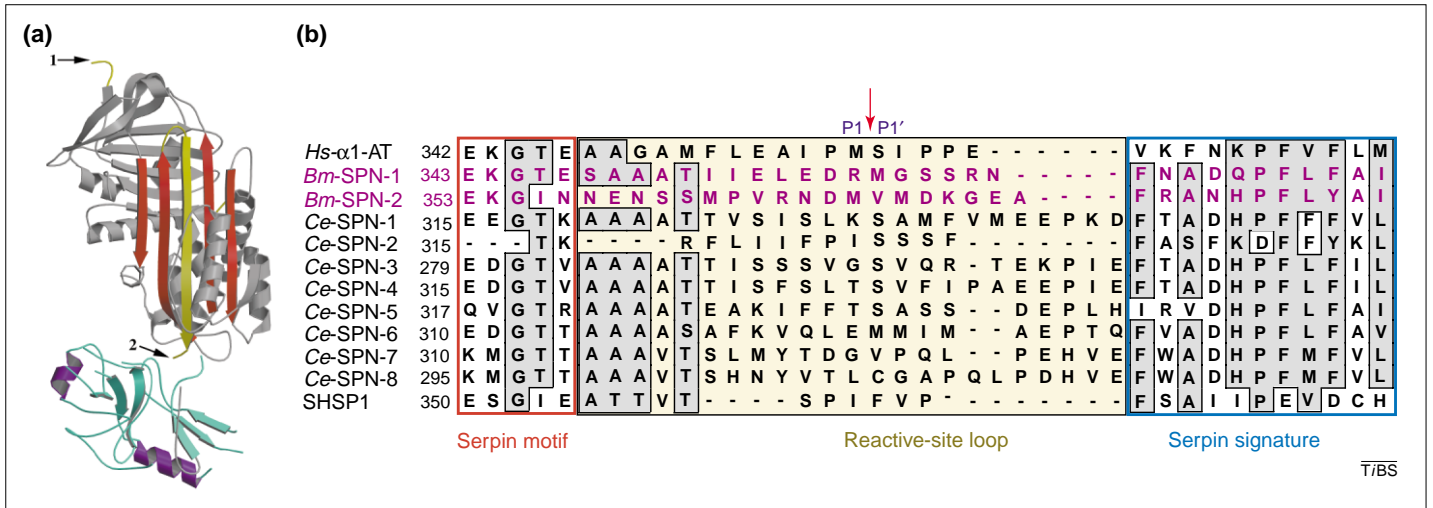 (a)
(b)
1
2
P1 P1′
Hs-α1-AT 342 E K G T E A A G A M F L E A I P M S I P P E - - - - - - V K F N K P F V F L M
Bm-SPN-1 343 E K G T E S A A A T I I E L E D R M G S S R N - - - - - F N A D Q P F L F A I
Bm-SPN-2 353 E K G I N N E N S S M P V R N D M V M D K G E A - - - - F R A N H P F L Y A I
Ce-SPN-1 315 E E G T K A A A A T T V S I S L K S A M F V M E E P K D F T A D H P F F F V L
Ce-SPN-2 315 - - - T K - - - - R F L I I F P I S S S F - - - - - - - F A S F K D F F Y K L
Ce-SPN-3 279 E D G T V A A A A T T I S S S V G S V Q R - T E K P I E F T A D H P F L F I L
Ce-SPN-4 315 E D G T V A A A A T T I S F S L T S V F I P A E E P I E F T A D H P F L F I L
Ce-SPN-5 317 Q V G T R A A A A T E A K I F F T S A S S - - D E P L H I R V D H P F L F A I
Ce-SPN-6 310 E D G T T A A A A S A F K V Q L E M M I M - - A E P T Q F V A D H P F L F A V
Ce-SPN-7 310 K M G T T A A A V T S L M Y T D G V P Q L - - P E H V E F W A D H P F M F V L
Ce-SPN-8 295 K M G T T A A A V T S H N Y V T L C G A P Q L P D H V E F W A D H P F M F V L
SHSP1 350 E S G I E A T T V T - - - - S P I F V P - - - - - - - - F S A I I P E V D C H
Serpin motif
Reactive-site loop
Serpin signature
TiBS